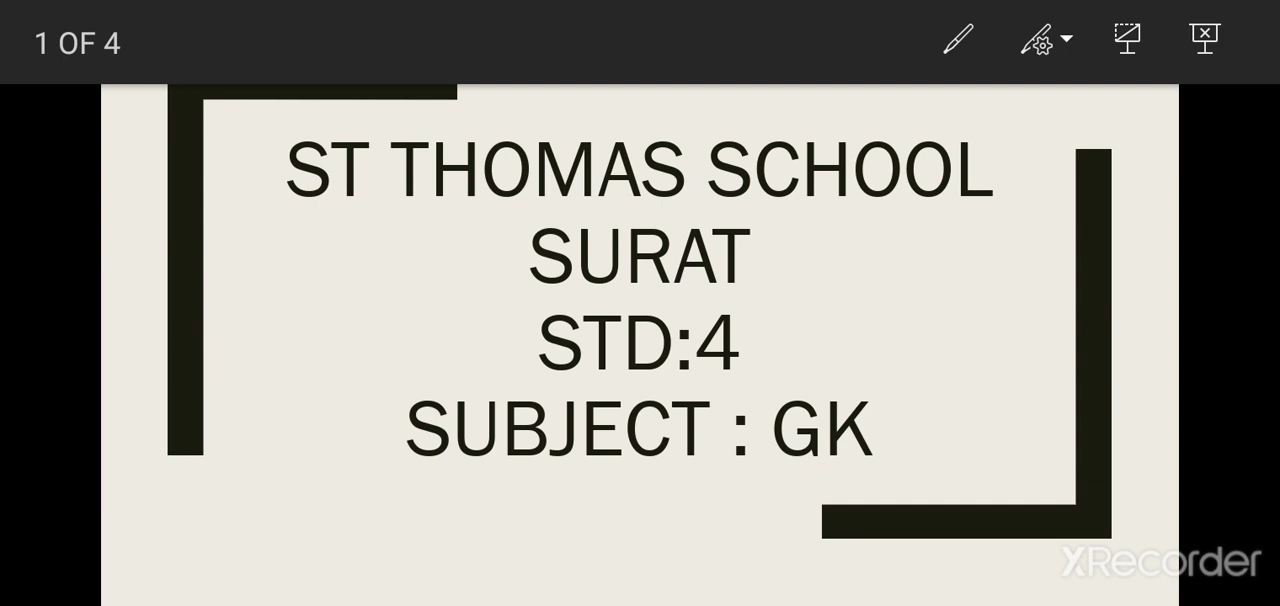 1 OF 4
ST THOMAS SCHOOL
SURAT
STD:4
SUBJECT : GK
XRecorder